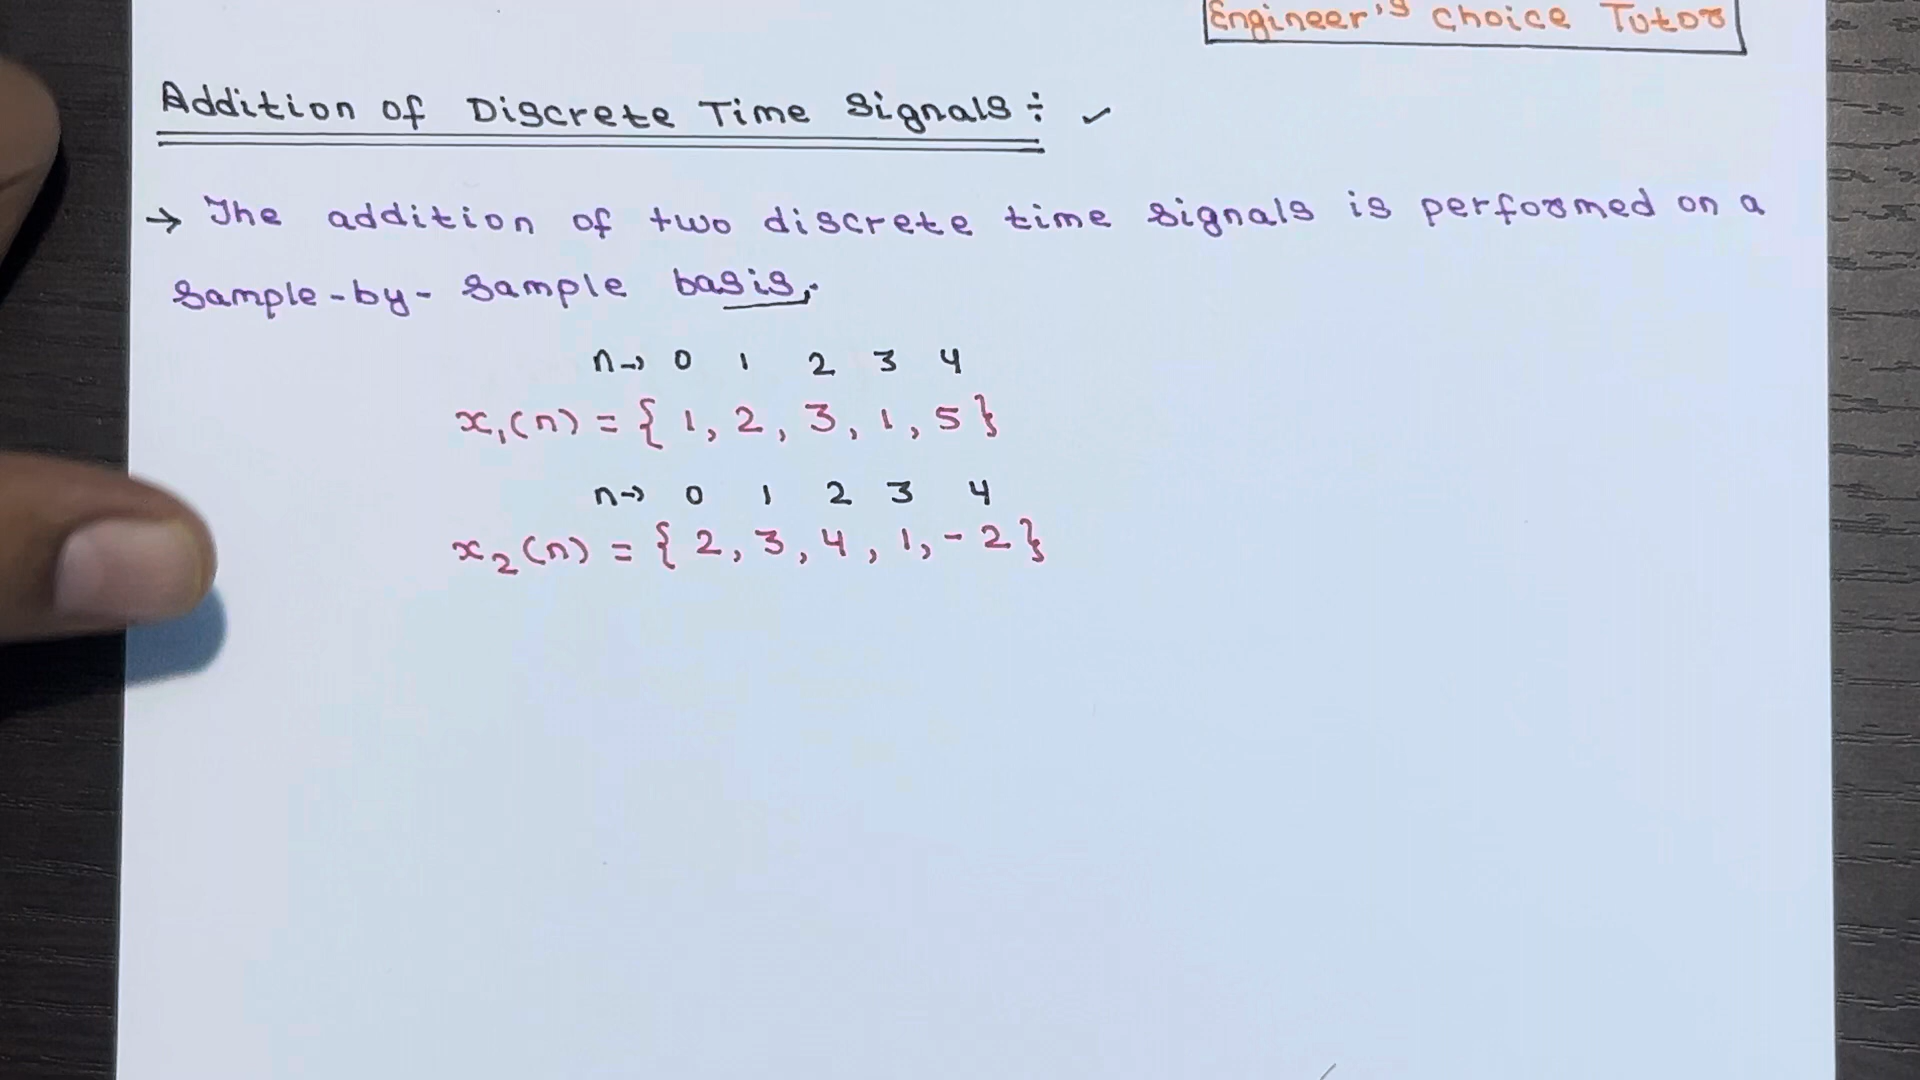 Engineer's Choice Tutor
Addition of Discrete Time Signals ÷ ✓
→ The addition of two discrete time signals is performed on a
sample-by-sample basis.
n→ 0 1 2 3 4
x₁(n) = { 1, 2, 3, 1, 5 }
n→ 0 1 2 3 4
x₂(n) = { 2, 3, 4, 1, -2 }